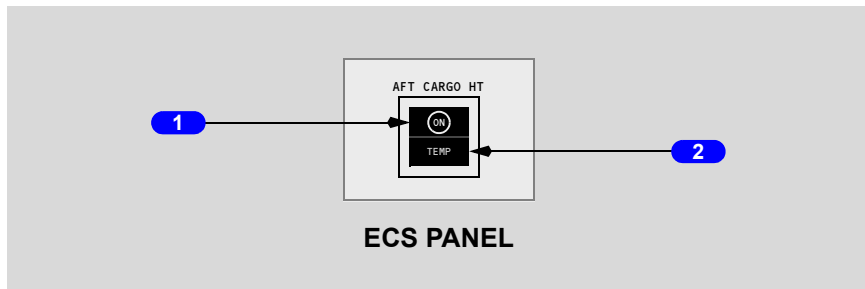 AFT CARGO HT
1
ON
TEMP
2
ECS PANEL